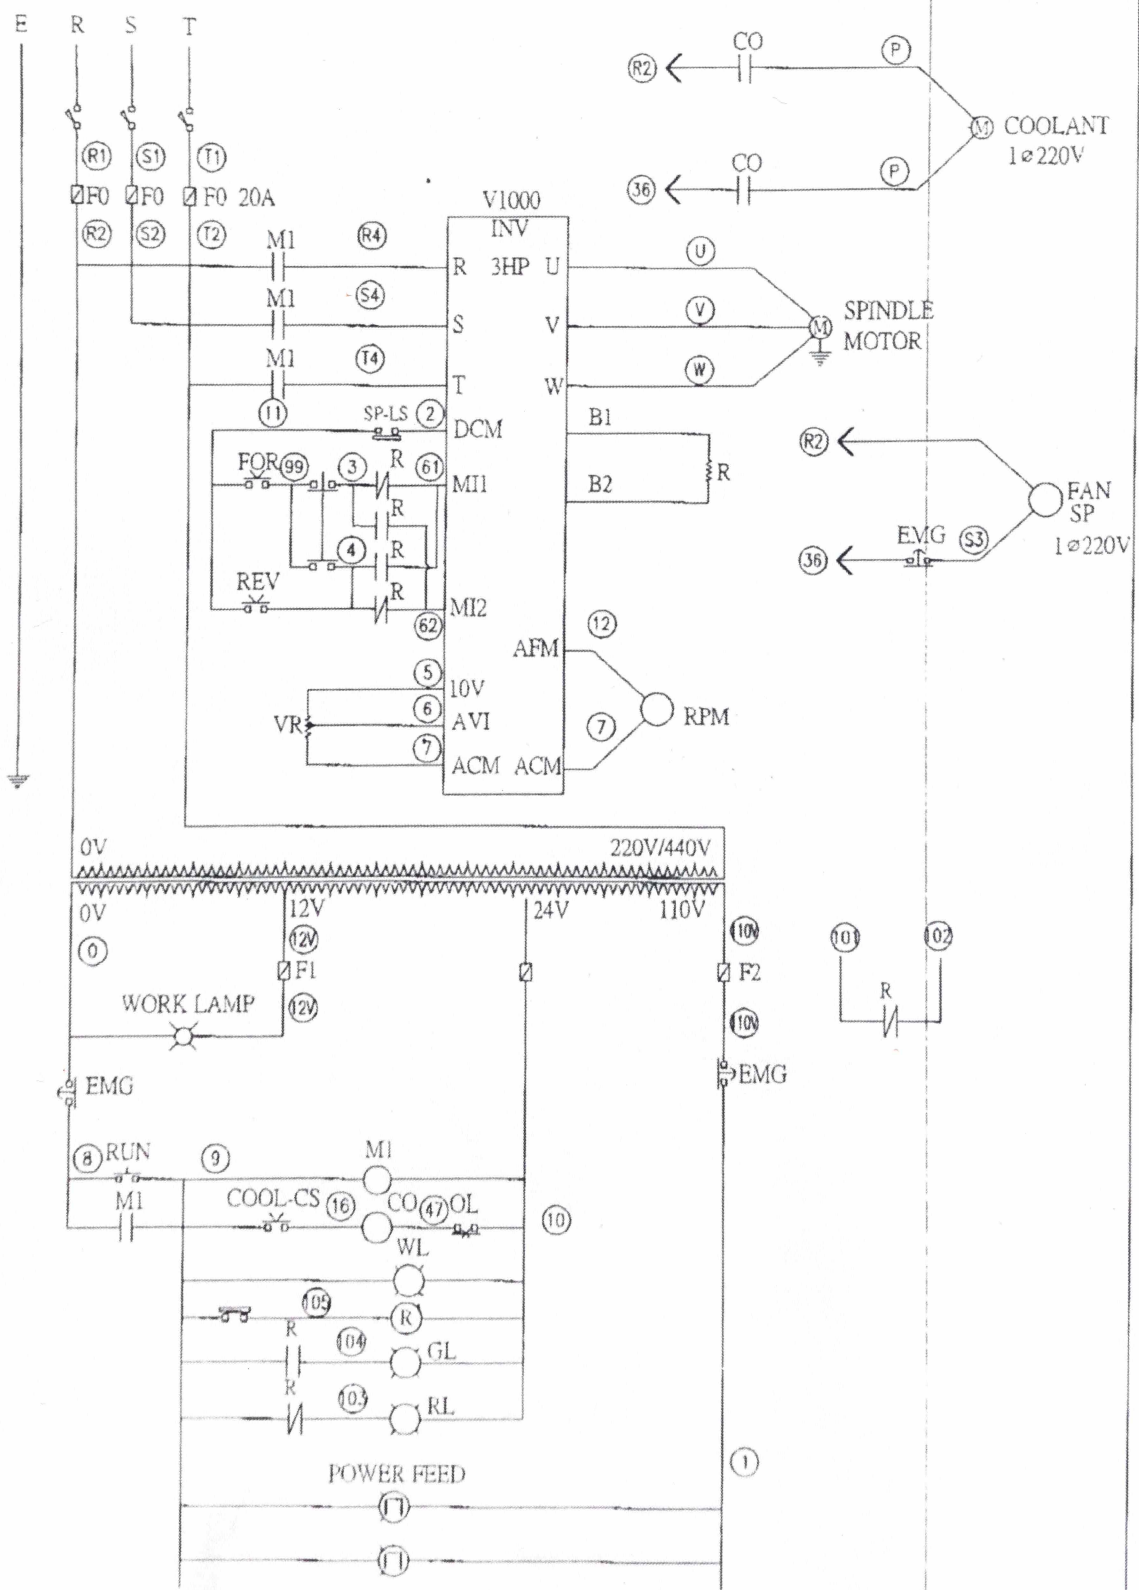 E R S T
CO
R2
P
COOLANT
1ø220V
M
R1 S1 T1
CO
36
P
F0 F0 F0 20A
V1000
INV
R2 S2 T2
M1 R4
R 3HP U
U
M1 S4
S V
V
SPINDLE
MOTOR
M
M1 T4
T W
W
11
SP-LS 2
DCM
B1
R2
FOR 99 3 R 61
MI1
B2
R
FAN
SP
1ø220V
R
4 R
EMG S3
36
REV R
MI2
62
AFM
12
5
10V
VR 6
AVI
RPM
7
ACM ACM
7
0V 220V/440V
0V 12V 24V 110V
0
12V
F1
12V
110V
F2
110V
101 102
R
WORK LAMP
EMG
EMG
8 RUN 9 M1
M1
COOL-CS 16 CO 47 OL
10
WL
105
R
R 104 GL
R 103 RL
1
POWER FEED